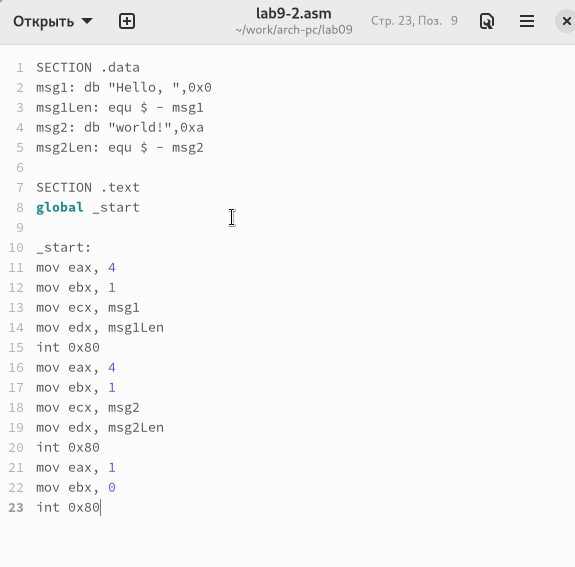 Открыть
lab9-2.asm
~/work/arch-pc/lab09
Стр. 23, Поз. 9
1 SECTION .data
2 msg1: db "Hello, ",0x0
3 msg1Len: equ $ - msg1
4 msg2: db "world!",0xa
5 msg2Len: equ $ - msg2
6
7 SECTION .text
8 global _start
9
10 _start:
11 mov eax, 4
12 mov ebx, 1
13 mov ecx, msg1
14 mov edx, msg1Len
15 int 0x80
16 mov eax, 4
17 mov ebx, 1
18 mov ecx, msg2
19 mov edx, msg2Len
20 int 0x80
21 mov eax, 1
22 mov ebx, 0
23 int 0x80